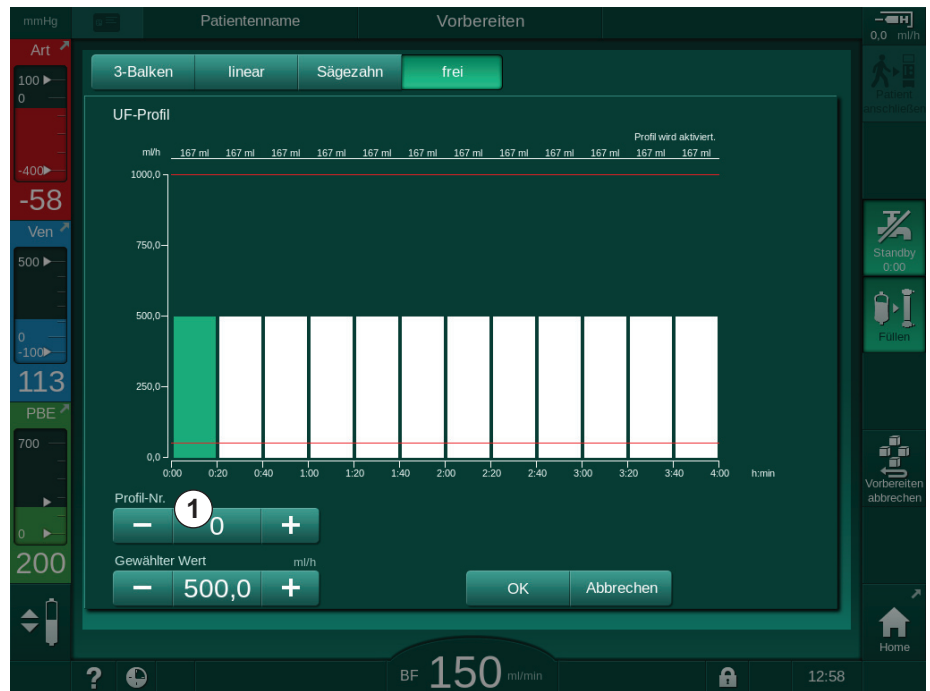 mmHg
Patientenname
Vorbereiten
0,0 ml/h
Art
100
0
-400
-58
Ven
500
0
-100
113
PBE
700
0
200
3-Balken
linear
Sägezahn
frei
UF-Profil
Profil wird aktiviert.
ml/h 167 ml 167 ml 167 ml 167 ml 167 ml 167 ml 167 ml 167 ml 167 ml 167 ml 167 ml 167 ml
1000,0
750,0
500,0
250,0
0,0
0:00 0:20 0:40 1:00 1:20 1:40 2:00 2:20 2:40 3:00 3:20 3:40 4:00 h:min
Profil-Nr.
1
− 0 +
Gewählter Wert ml/h
− 500,0 +
OK
Abbrechen
Patient
anschließen
Standby
0:00
Füllen
Vorbereiten
abbrechen
Home
?
BF 150 ml/min
12:58